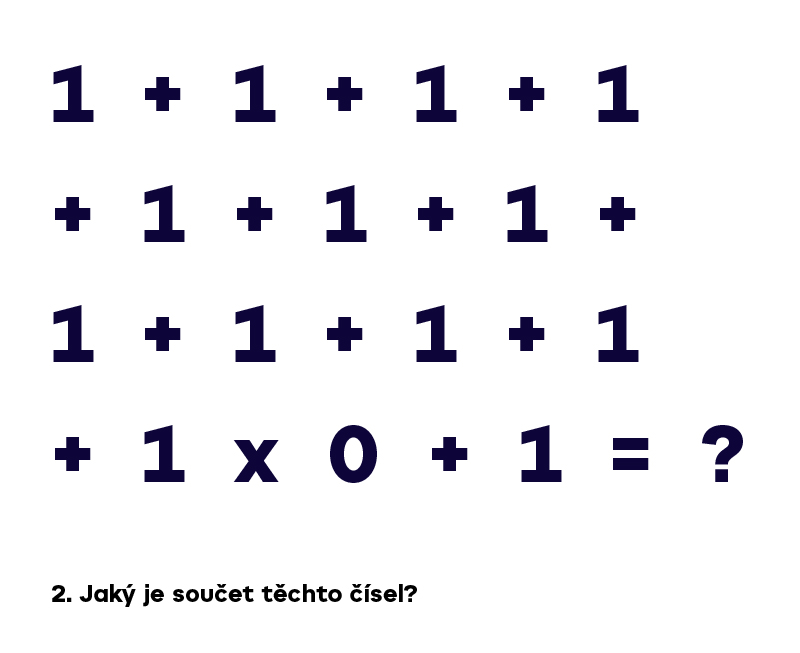 1 + 1 + 1 + 1
+ 1 + 1 + 1 +
1 + 1 + 1 + 1
+ 1 x 0 + 1 = ?
2. Jaký je součet těchto čísel?